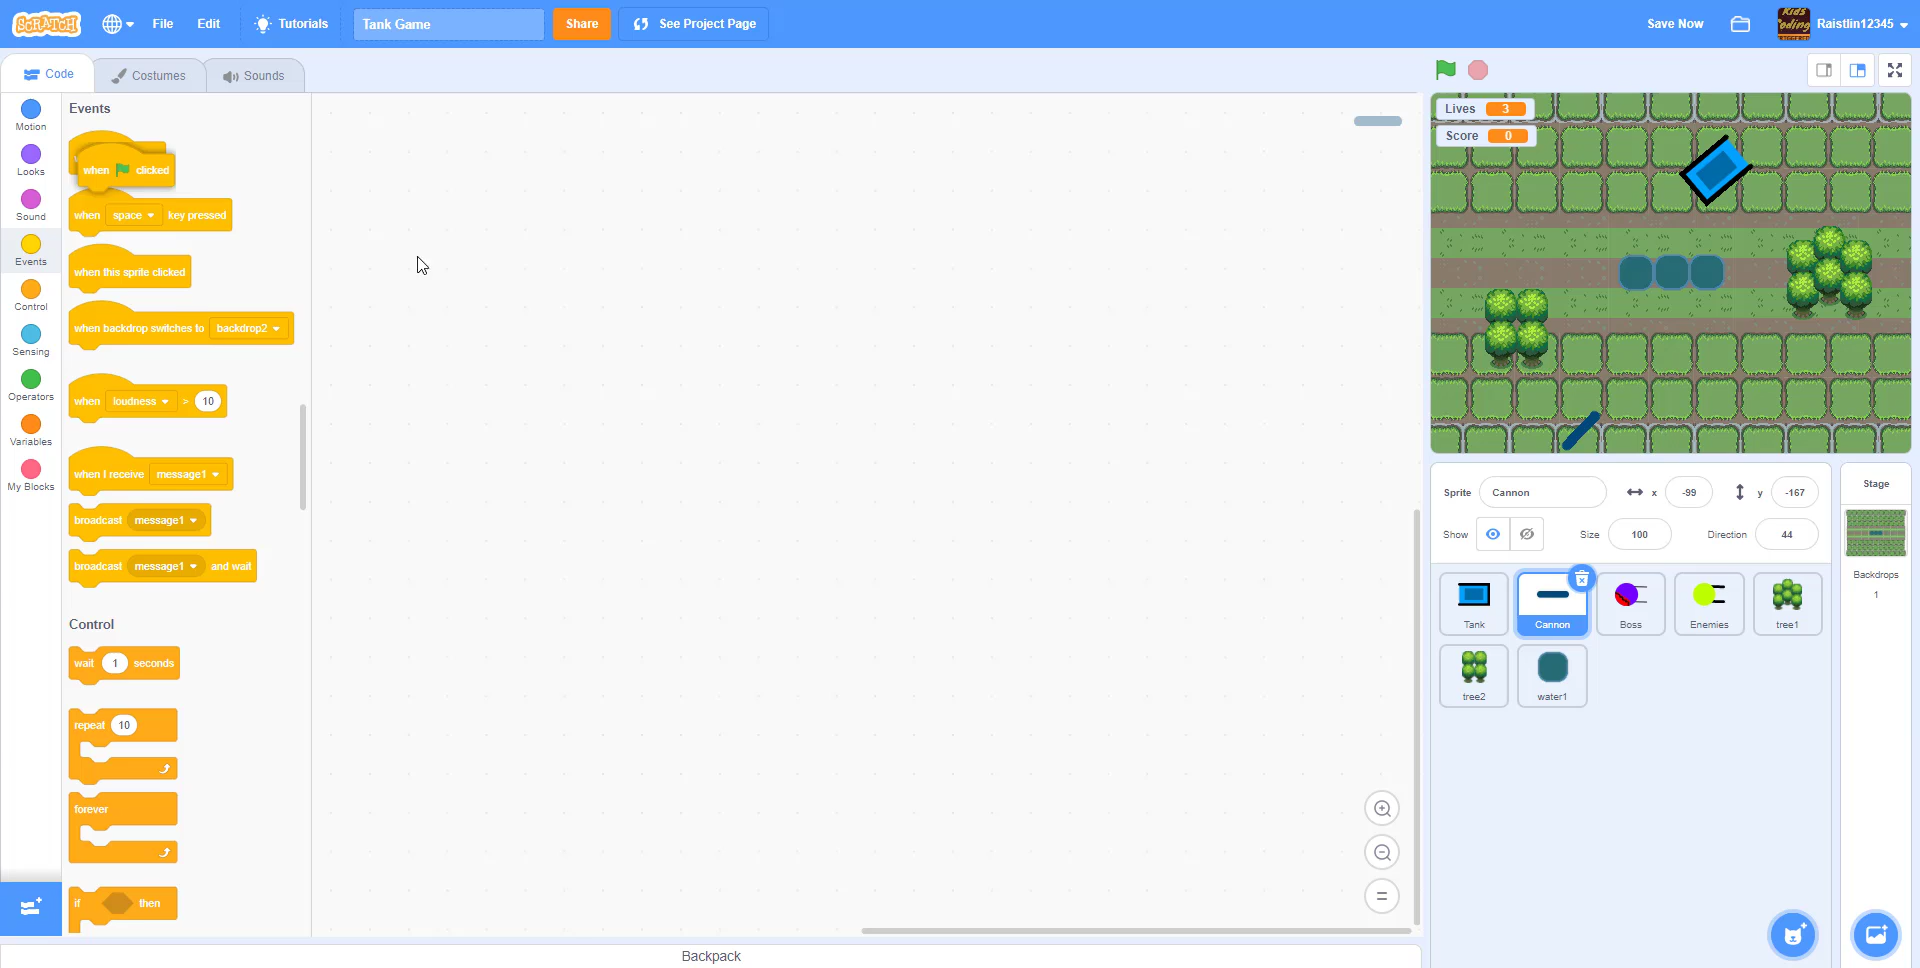 SCRATCH
File
Edit
Tutorials
Tank Game
Share
See Project Page
Save Now
Raistlin12345
Code
Costumes
Sounds
Motion
Looks
Sound
Events
Control
Sensing
Operators
Variables
My Blocks
Events
when clicked
when space key pressed
when this sprite clicked
when backdrop switches to backdrop2
when loudness > 10
when I receive message1
broadcast message1
broadcast message1 and wait
Control
wait 1 seconds
repeat 10
forever
if then
Backpack
Lives 3
Score 0
Sprite Cannon x -99 y -167
Show Size 100 Direction 44
Tank
Cannon
Boss
Enemies
tree1
tree2
water1
Stage
Backdrops
1